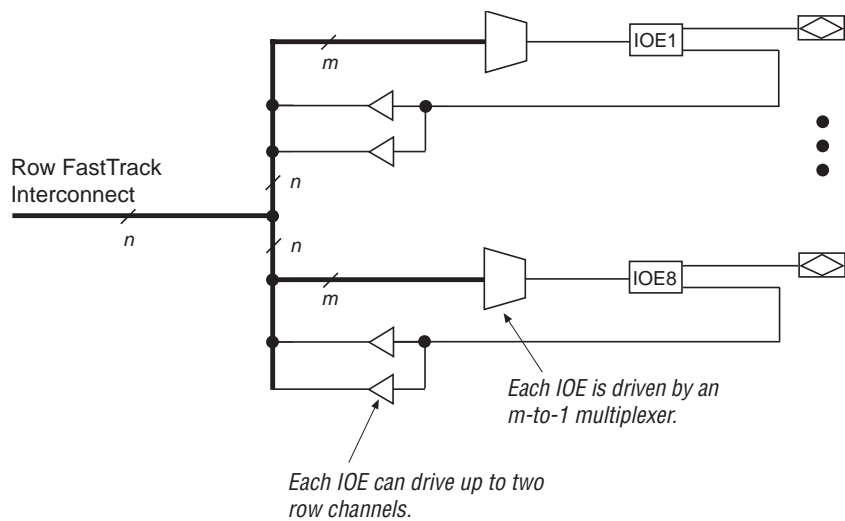 m
IOE1
Row FastTrack
Interconnect
n
n
n
m
IOE8
Each IOE is driven by an
m-to-1 multiplexer.
Each IOE can drive up to two
row channels.